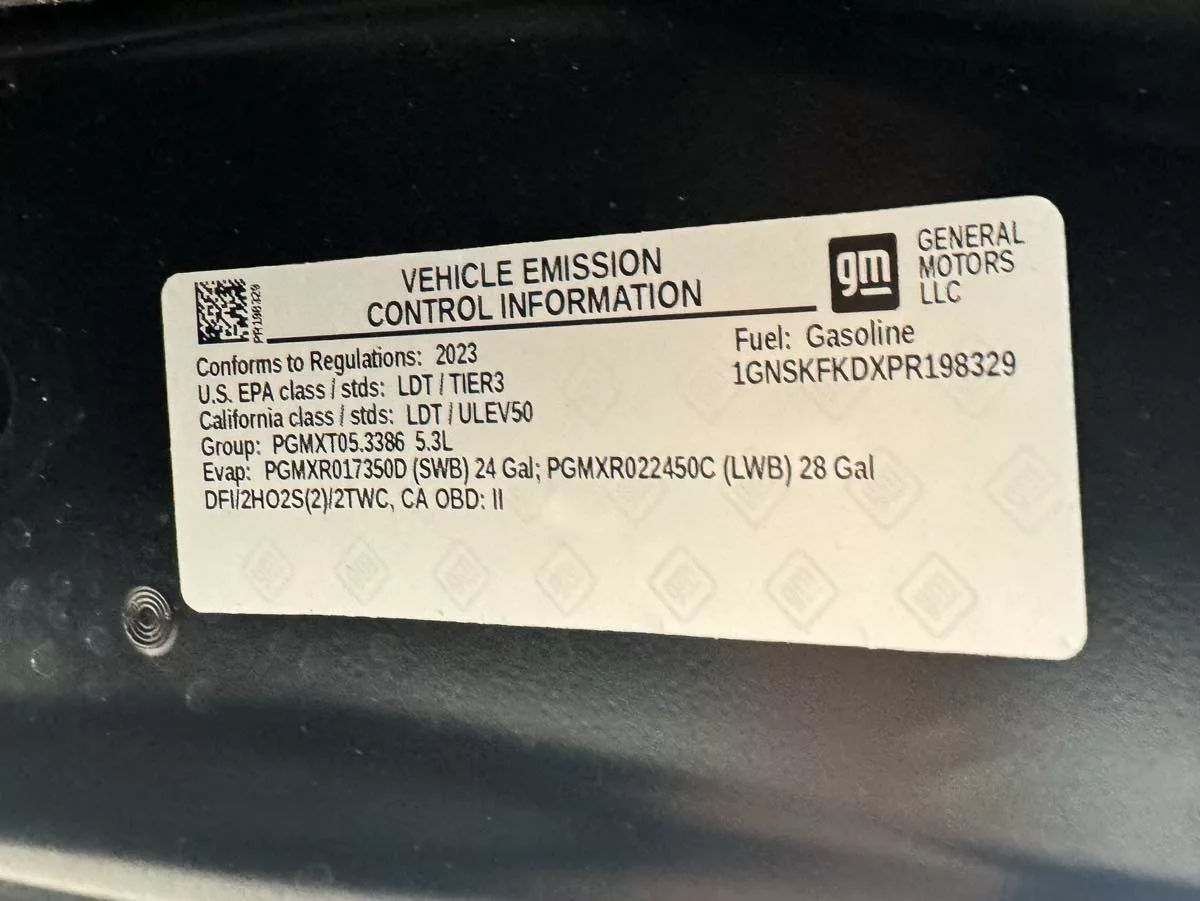 VEHICLE EMISSION
CONTROL INFORMATION
gm
GENERAL
MOTORS
LLC
PR198329
Conforms to Regulations: 2023
U.S. EPA class / stds: LDT / TIER3
California class / stds: LDT / ULEV50
Group: PGMXT05.3386 5.3L
Evap: PGMXR017350D (SWB) 24 Gal; PGMXR022450C (LWB) 28 Gal
DFI/2HO2S(2)/2TWC, CA OBD: II
Fuel: Gasoline
1GNSKFKDXPR198329